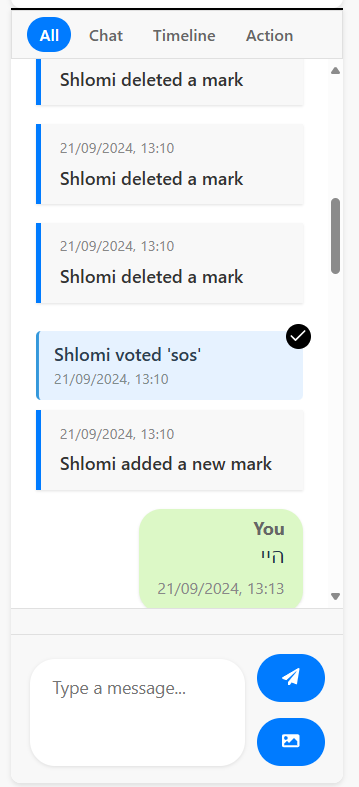 All Chat Timeline Action
Shlomi deleted a mark
21/09/2024, 13:10
Shlomi deleted a mark
21/09/2024, 13:10
Shlomi deleted a mark
Shlomi voted 'sos'
21/09/2024, 13:10
21/09/2024, 13:10
Shlomi added a new mark
You
היי
21/09/2024, 13:13
Type a message...